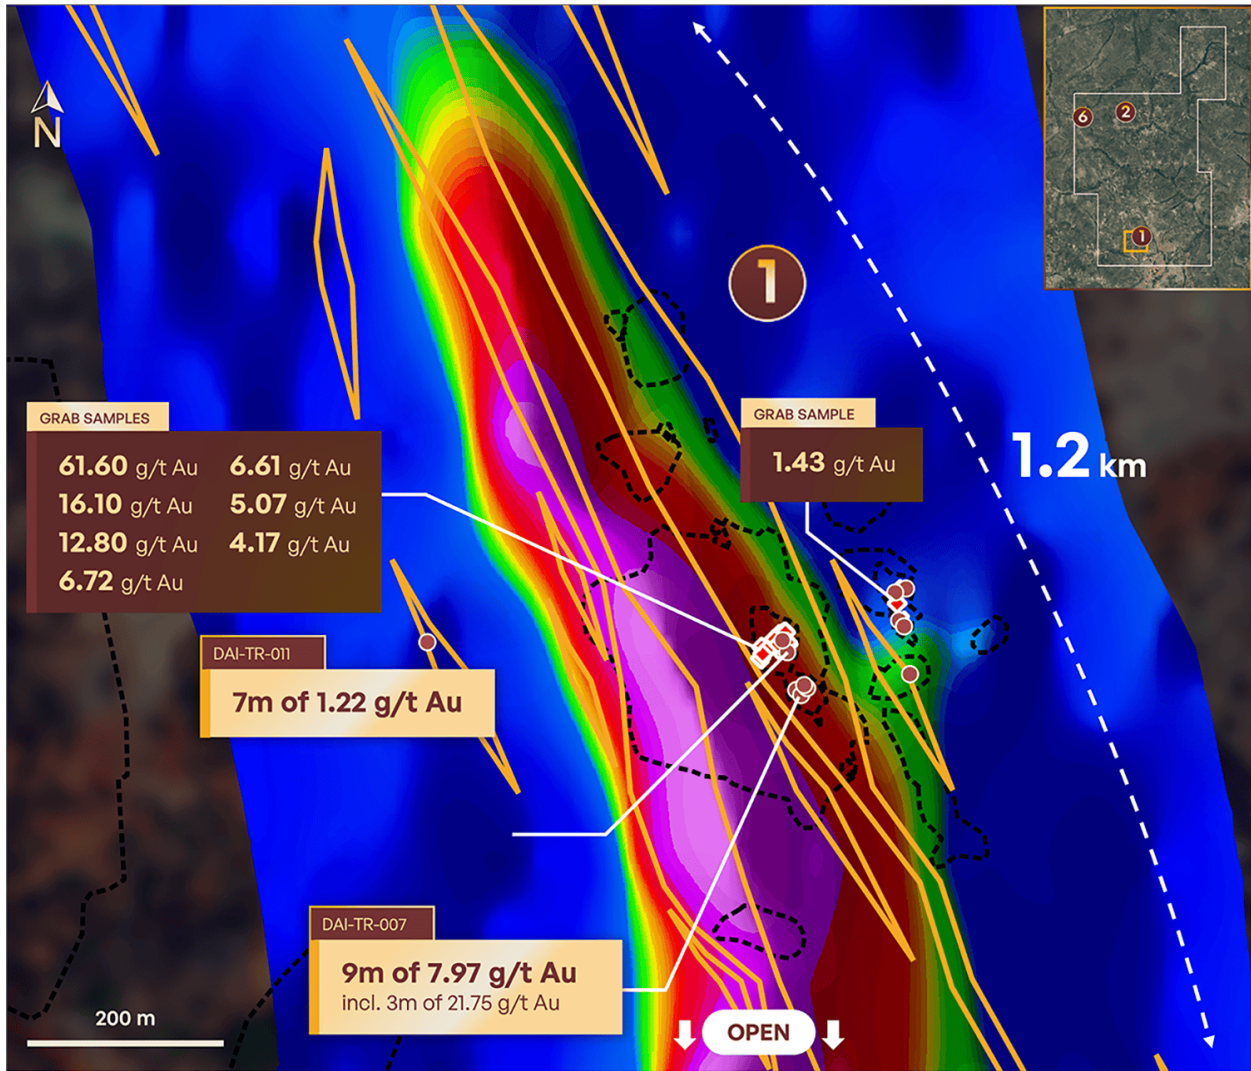 N
6
2
1
1
1.2 km
GRAB SAMPLES
61.60 g/t Au 6.61 g/t Au
16.10 g/t Au 5.07 g/t Au
12.80 g/t Au 4.17 g/t Au
6.72 g/t Au
GRAB SAMPLE
1.43 g/t Au
DAI-TR-011
7m of 1.22 g/t Au
DAI-TR-007
9m of 7.97 g/t Au
incl. 3m of 21.75 g/t Au
200 m
OPEN